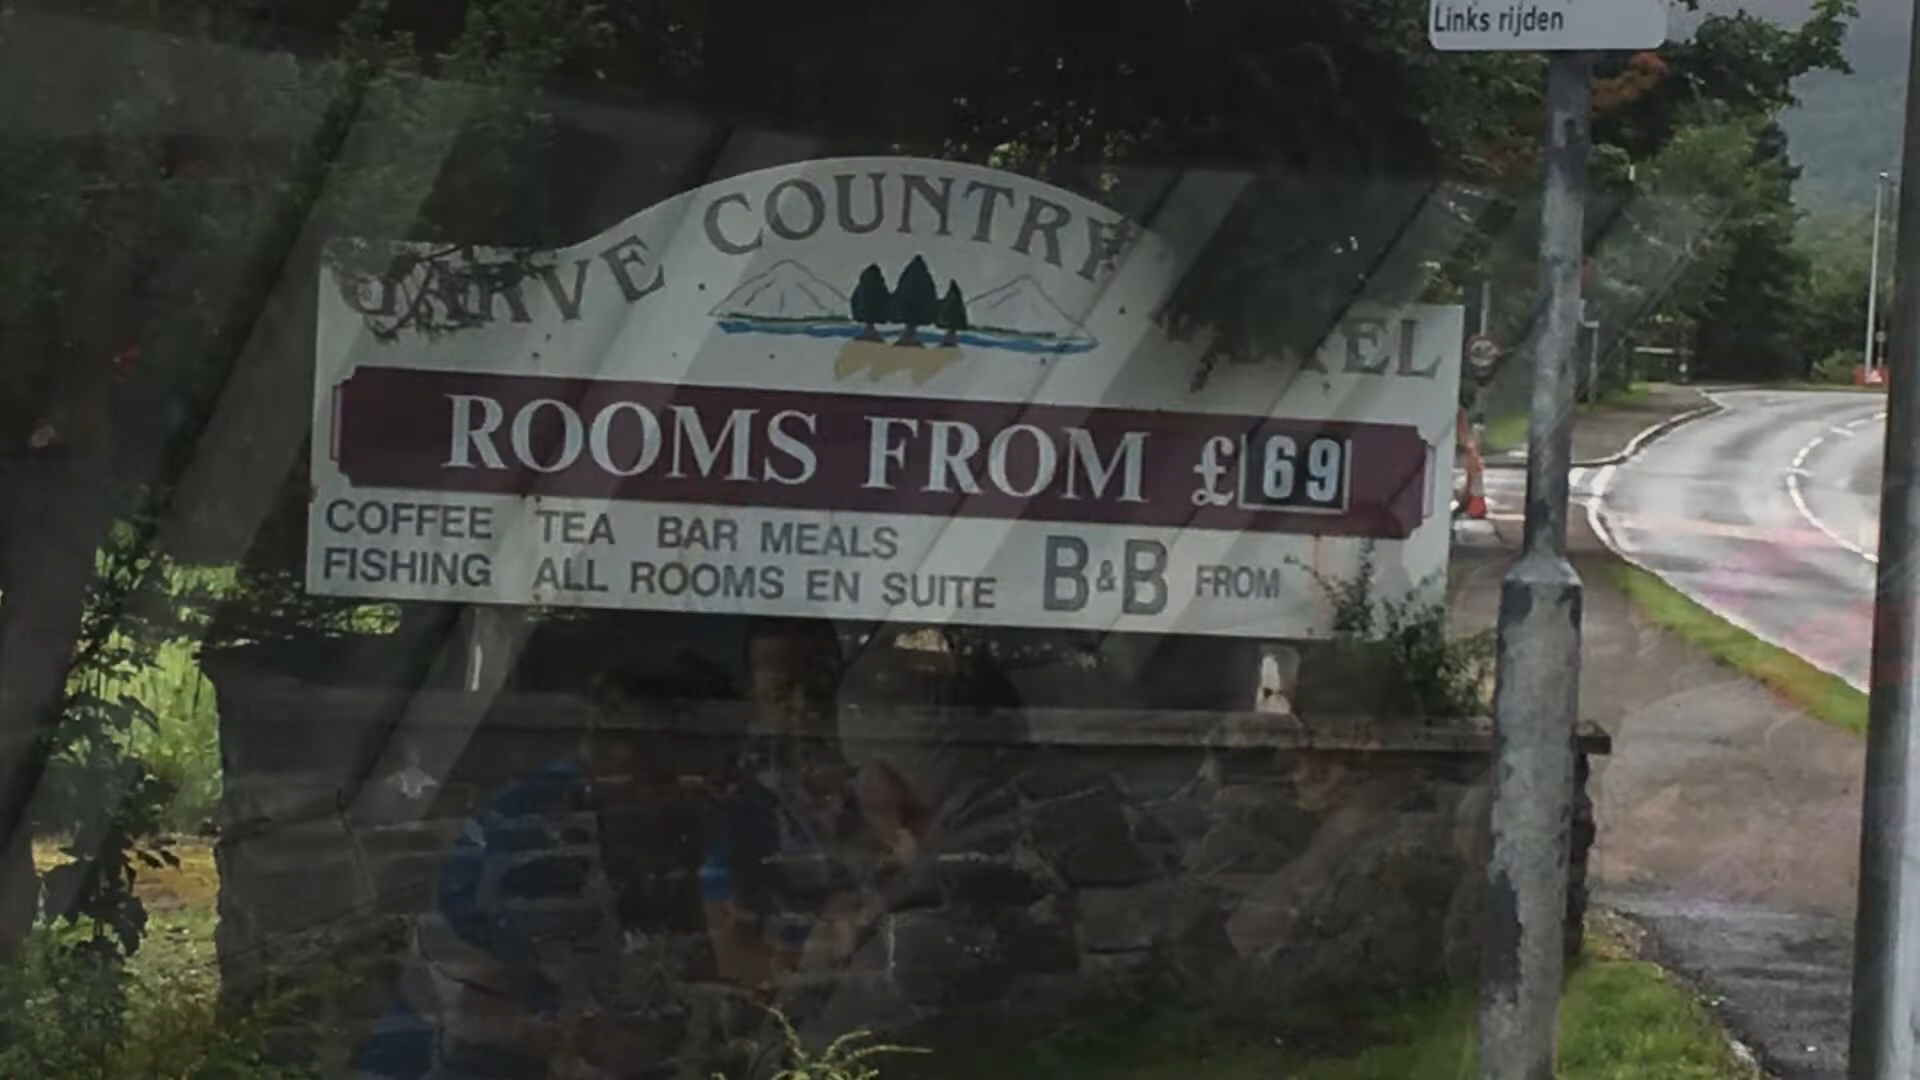 Links rijden
GARVE COUNTRY HOTEL
ROOMS FROM £69
COFFEE TEA BAR MEALS
FISHING ALL ROOMS EN SUITE B&B FROM